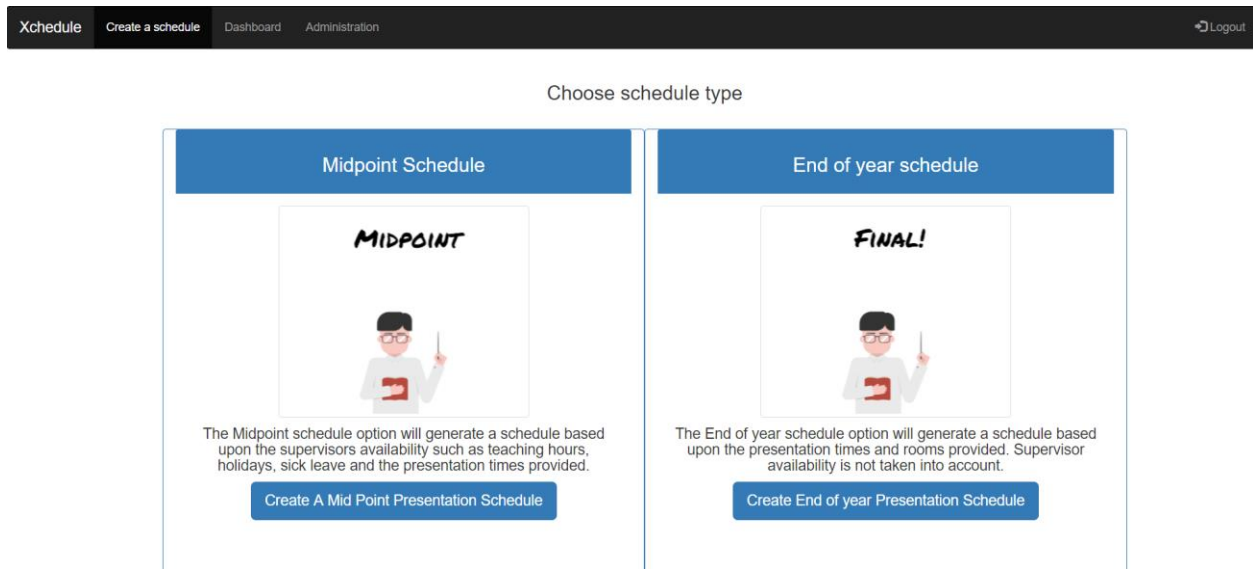 Xchedule Create a schedule Dashboard Administration Logout
Choose schedule type
Midpoint Schedule
MIDPOINT
The Midpoint schedule option will generate a schedule based
upon the supervisors availability such as teaching hours,
holidays, sick leave and the presentation times provided.
Create A Mid Point Presentation Schedule
End of year schedule
FINAL!
The End of year schedule option will generate a schedule based
upon the presentation times and rooms provided. Supervisor
availability is not taken into account.
Create End of year Presentation Schedule